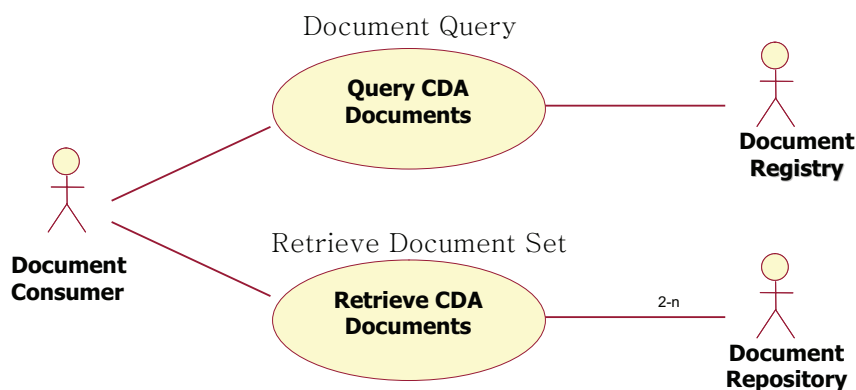 Document Query
Query CDA
Documents
Document
Registry
Document
Consumer
Retrieve Document Set
Retrieve CDA
Documents
2-n
Document
Repository